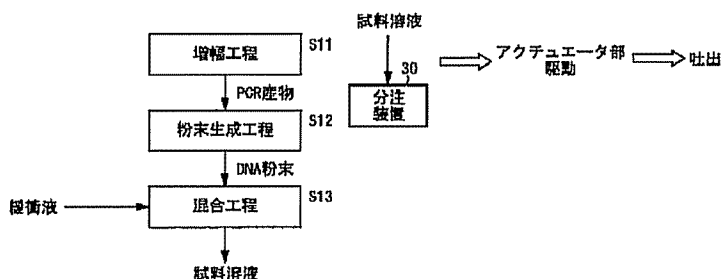 増幅工程
S11
PCR産物
粉末生成工程
S12
DNA粉末
緩衝液
混合工程
S13
試料溶液
試料溶液
30
分注
装置
アクチュエータ部
駆動
吐出